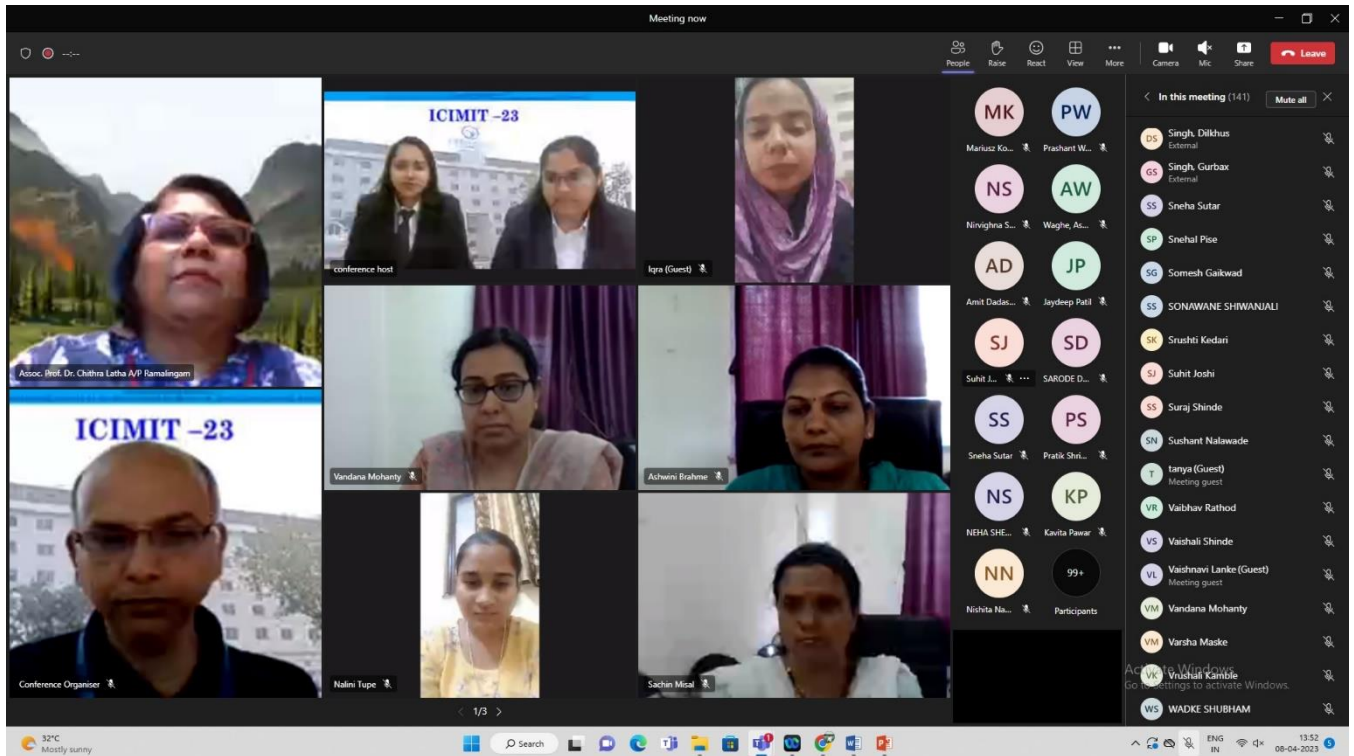 Meeting now
--:--
People
Raise
React
View
More
Camera
Mic
Share
Leave
ICIMIT -23
conference host
Iqra (Guest)
Assoc. Prof. Dr. Chithra Latha A/P Ramalingam
Vandana Mohanty
Ashwini Brahme
ICIMIT -23
Conference Organiser
Nalini Tupe
Sachin Misal
1/3
MK
Mariusz Ko...
PW
Prashant W...
NS
Nirvighna S...
AW
Waghe, As...
AD
Amit Dadas...
JP
Jaydeep Patil
SJ
Suhit J...
SD
SARODE D...
SS
Sneha Sutar
PS
Pratik Shri...
NS
NEHA SHE...
KP
Kavita Pawar
NN
Nishita Na...
99+
Participants
In this meeting (141)
Mute all
DS
Singh, Dilkhus
External
GS
Singh, Gurbax
External
SS
Sneha Sutar
SP
Snehal Pise
SG
Somesh Gaikwad
SS
SONAWANE SHIWANJALI
SK
Srushti Kedari
SJ
Suhit Joshi
SS
Suraj Shinde
SN
Sushant Nalawade
T
tanya (Guest)
Meeting guest
VR
Vaibhav Rathod
VS
Vaishali Shinde
VL
Vaishnavi Lanke (Guest)
Meeting guest
VM
Vandana Mohanty
VM
Varsha Maske
VK
Vrushali Kamble
WS
WADKE SHUBHAM
Activate Windows
Go to Settings to activate Windows.
32°C
Mostly sunny
Search
ENG
IN
13:52
08-04-2023
5